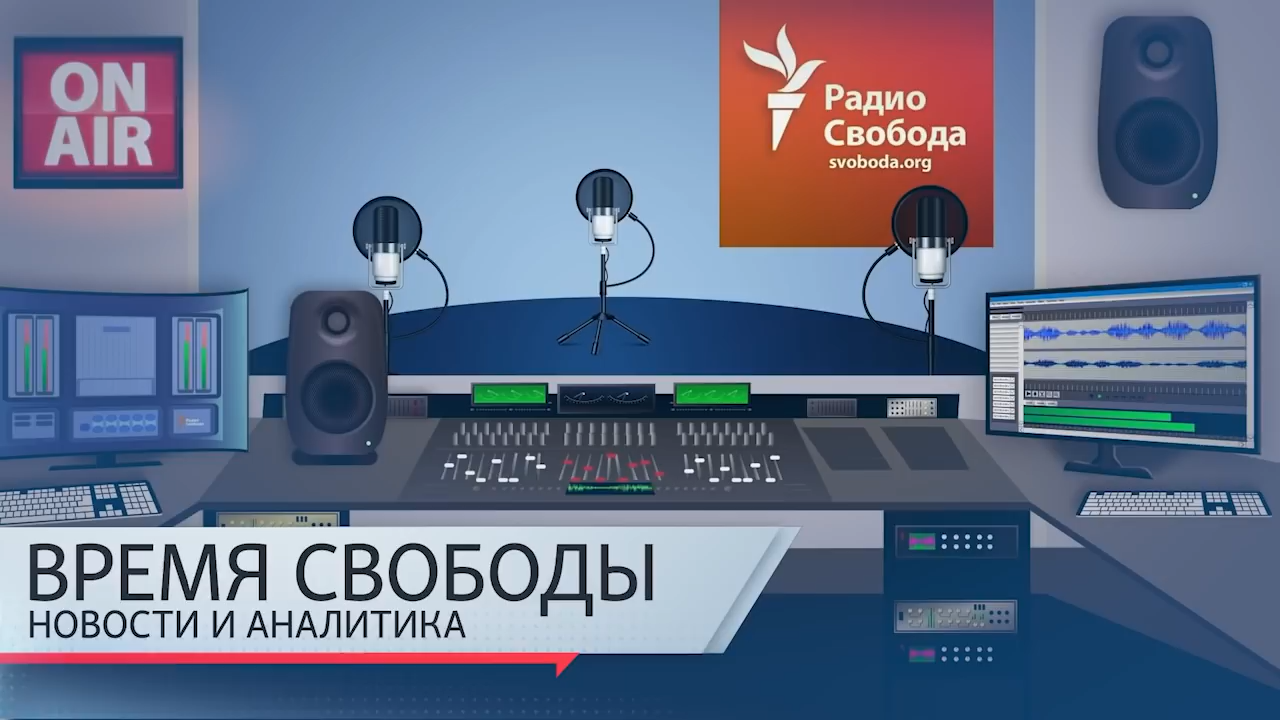 ON
AIR
Радио
Свобода
svoboda.org
ВРЕМЯ СВОБОДЫ
НОВОСТИ И АНАЛИТИКА